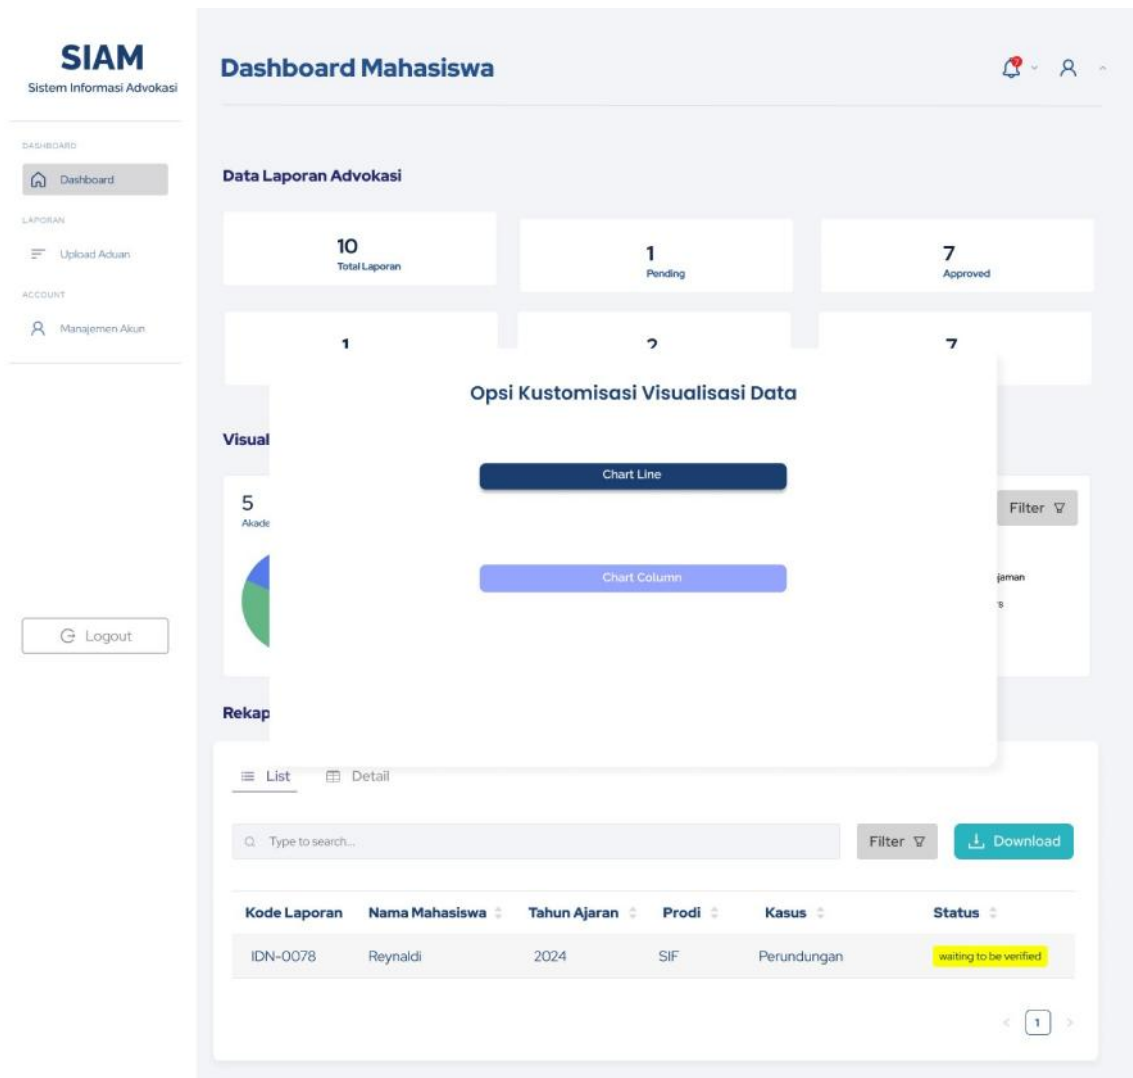 SIAM
Sistem Informasi Advokasi
Dashboard Mahasiswa
7
DASHBOARD
Dashboard
LAPORAN
Upload Aduan
ACCOUNT
Manajemen Akun
Logout
Data Laporan Advokasi
10
Total Laporan
1
Pending
7
Approved
1
2
7
Opsi Kustomisasi Visualisasi Data
Chart Line
Chart Column
Visual
5
Akade
Filter
jaman
s
Rekap
List Detail
Type to search...
Filter
Download
Kode Laporan Nama Mahasiswa Tahun Ajaran Prodi Kasus Status
IDN-0078 Reynaldi 2024 SIF Perundungan waiting to be verified
< 1 >